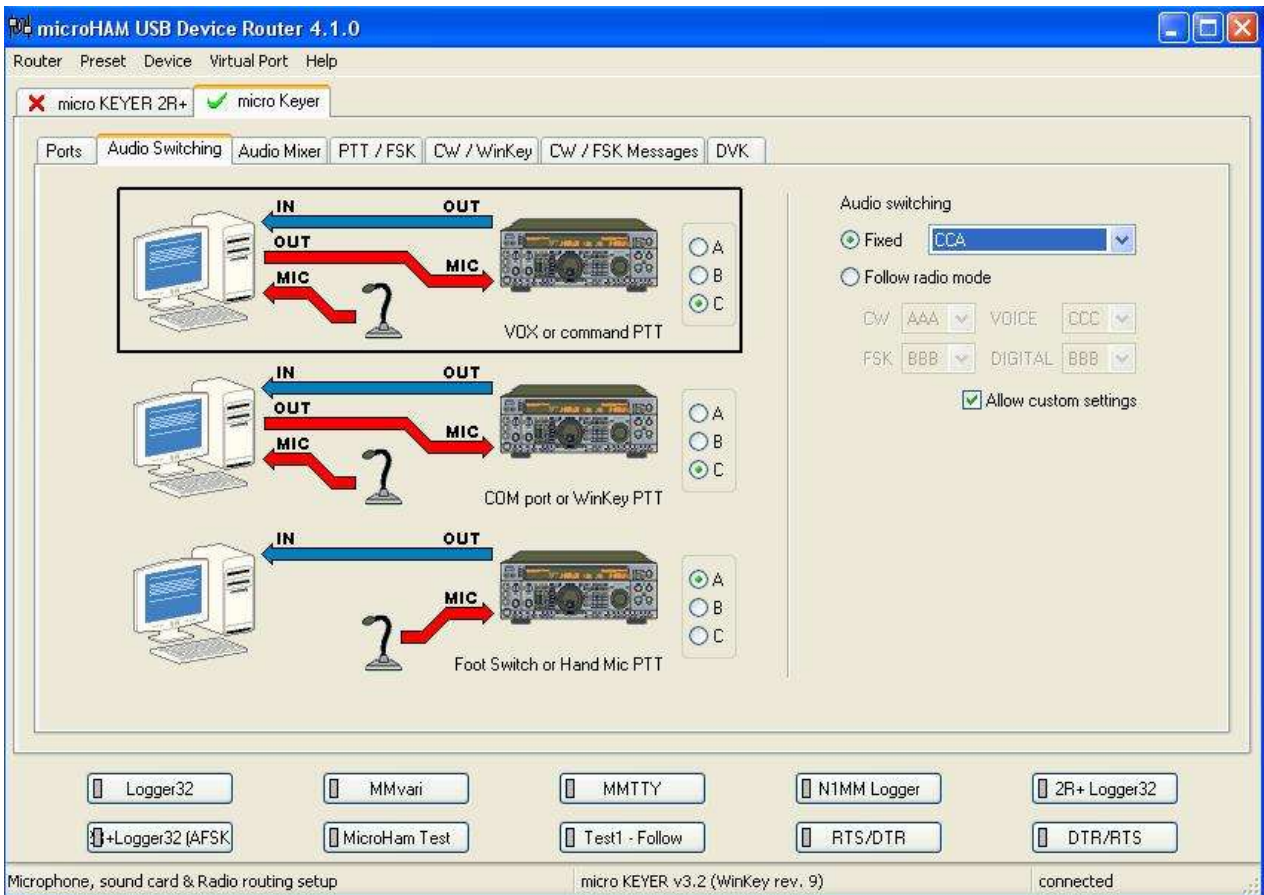 microHAM USB Device Router 4.1.0
Router Preset Device Virtual Port Help
micro KEYER 2R+ micro Keyer
Ports Audio Switching Audio Mixer PTT / FSK CW / WinKey CW / FSK Messages DVK
IN OUT
OUT
MIC
MIC
A
B
C
VOX or command PTT
IN OUT
OUT
MIC
MIC
A
B
C
COM port or WinKey PTT
IN OUT
MIC
A
B
C
Foot Switch or Hand Mic PTT
Audio switching
Fixed CCA
Follow radio mode
CW AAA VOICE CCC
FSK BBB DIGITAL BBB
Allow custom settings
Logger32 MMvari MMTTY N1MM Logger 2R+ Logger32
+Logger32 (AFSK MicroHam Test Test1 - Follow RTS/DTR DTR/RTS
Microphone, sound card & Radio routing setup micro KEYER v3.2 (WinKey rev. 9) connected